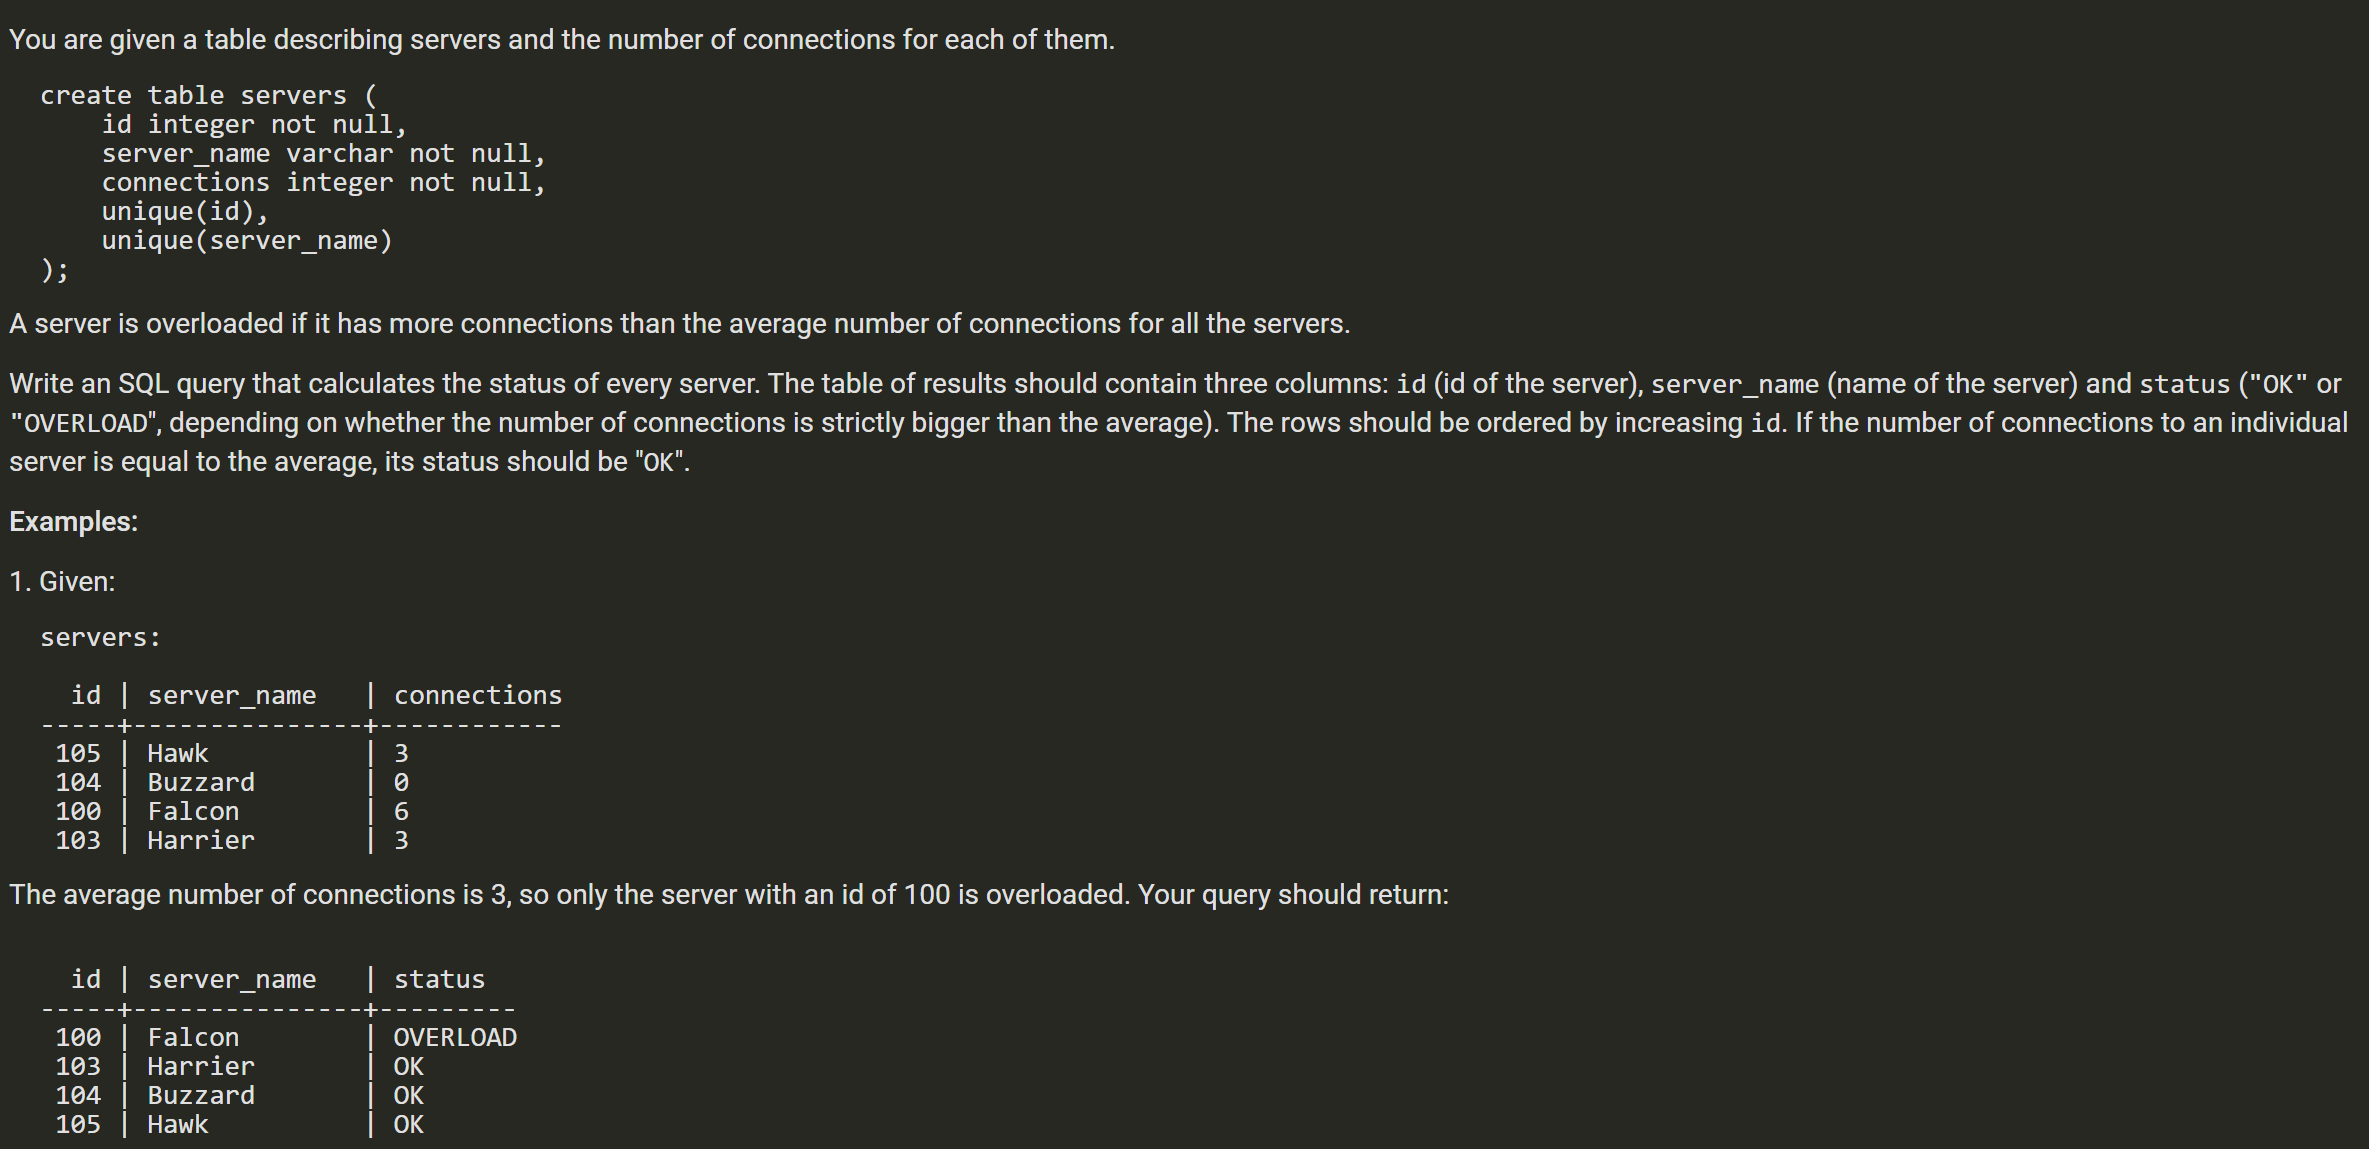 You are given a table describing servers and the number of connections for each of them.
create table servers (
id integer not null,
server_name varchar not null,
connections integer not null,
unique(id),
unique(server_name)
);
A server is overloaded if it has more connections than the average number of connections for all the servers.
Write an SQL query that calculates the status of every server. The table of results should contain three columns: id (id of the server), server_name (name of the server) and status ("OK" or
"OVERLOAD", depending on whether the number of connections is strictly bigger than the average). The rows should be ordered by increasing id. If the number of connections to an individual
server is equal to the average, its status should be "OK".
Examples:
1. Given:
servers:
id | server_name | connections
-----+---------------+------------
105 | Hawk | 3
104 | Buzzard | 0
100 | Falcon | 6
103 | Harrier | 3
The average number of connections is 3, so only the server with an id of 100 is overloaded. Your query should return:
id | server_name | status
-----+---------------+---------
100 | Falcon | OVERLOAD
103 | Harrier | OK
104 | Buzzard | OK
105 | Hawk | OK